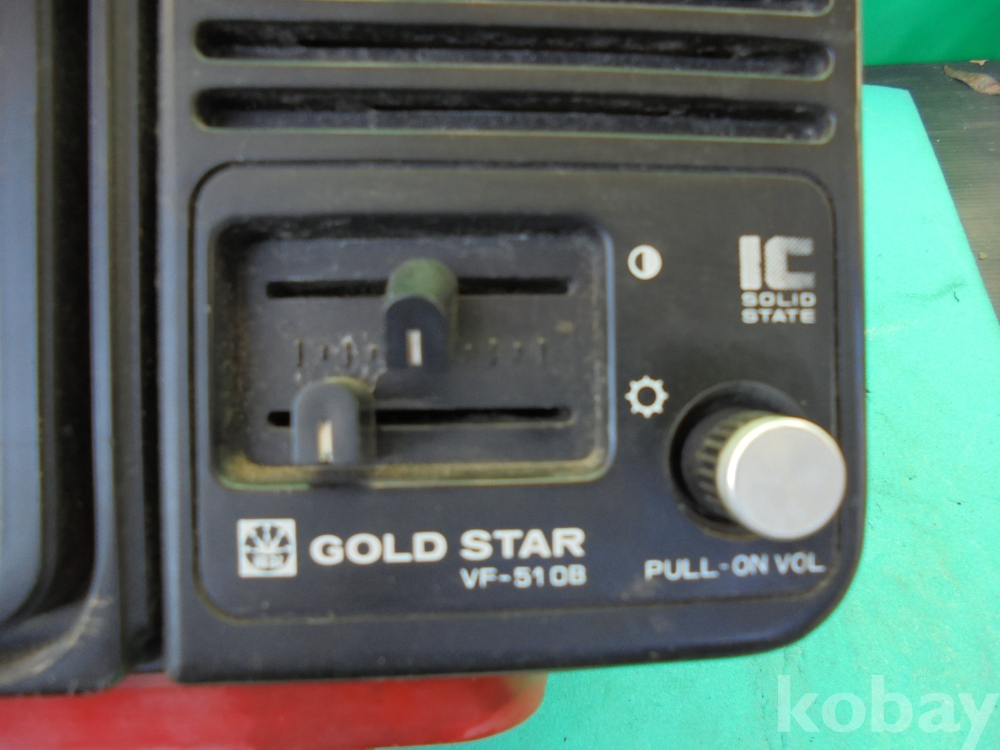 IC
SOLID
STATE
GOLD STAR
VF-510B
PULL-ON VOL
kobay